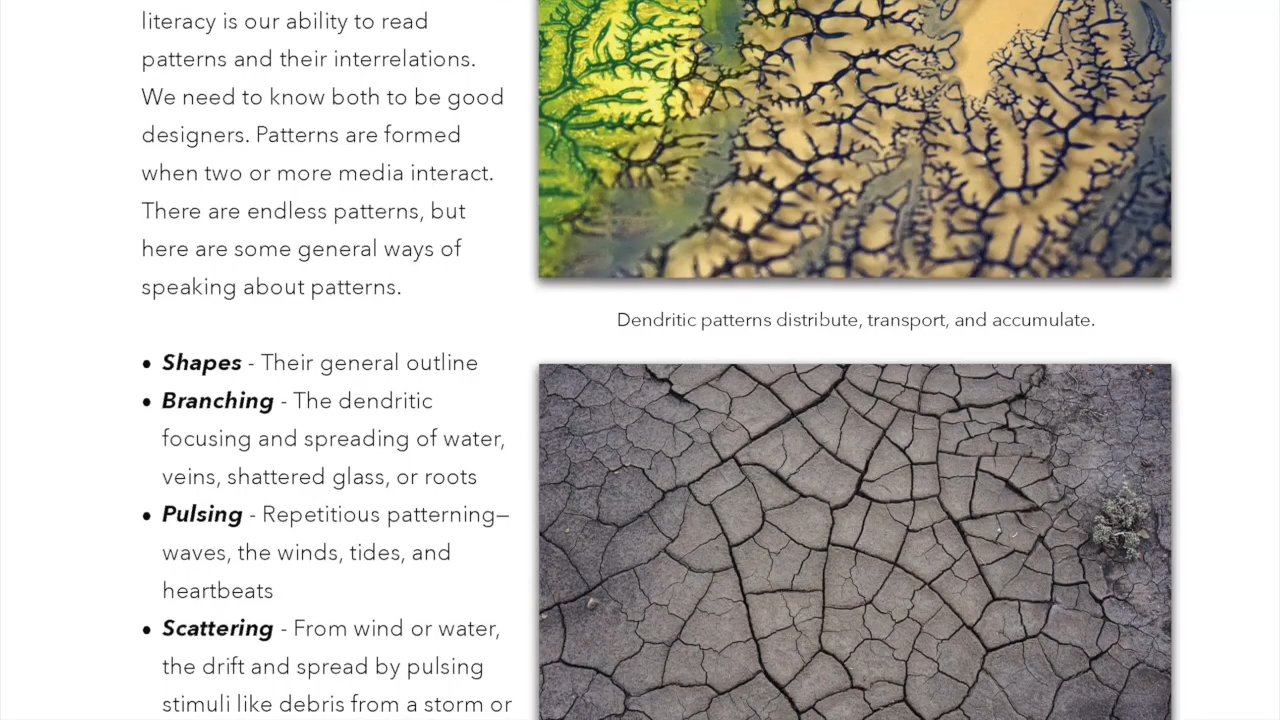 literacy is our ability to read
patterns and their interrelations.
We need to know both to be good
designers. Patterns are formed
when two or more media interact.
There are endless patterns, but
here are some general ways of
speaking about patterns.
• Shapes - Their general outline
• Branching - The dendritic
focusing and spreading of water,
veins, shattered glass, or roots
• Pulsing - Repetitious patterning—
waves, the winds, tides, and
heartbeats
• Scattering - From wind or water,
the drift and spread by pulsing
stimuli like debris from a storm or
Dendritic patterns distribute, transport, and accumulate.